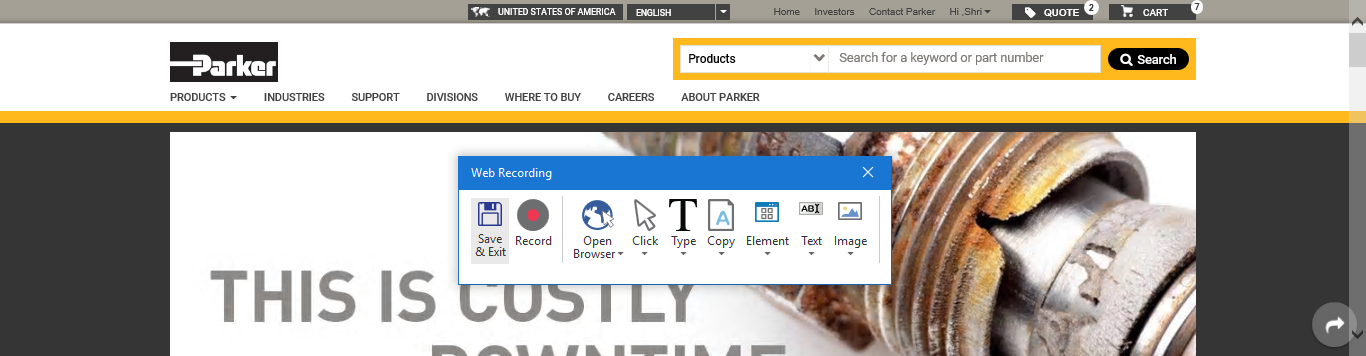 UNITED STATES OF AMERICA ENGLISH Home Investors Contact Parker Hi ,Shri QUOTE 2 CART 7
Parker
Products Search for a keyword or part number Search
PRODUCTS INDUSTRIES SUPPORT DIVISIONS WHERE TO BUY CAREERS ABOUT PARKER
Web Recording
Save & Exit
Record
Open Browser
Click
Type
Copy
Element
ABI
Text
Image
THIS IS COSTLY
DOWNTIME